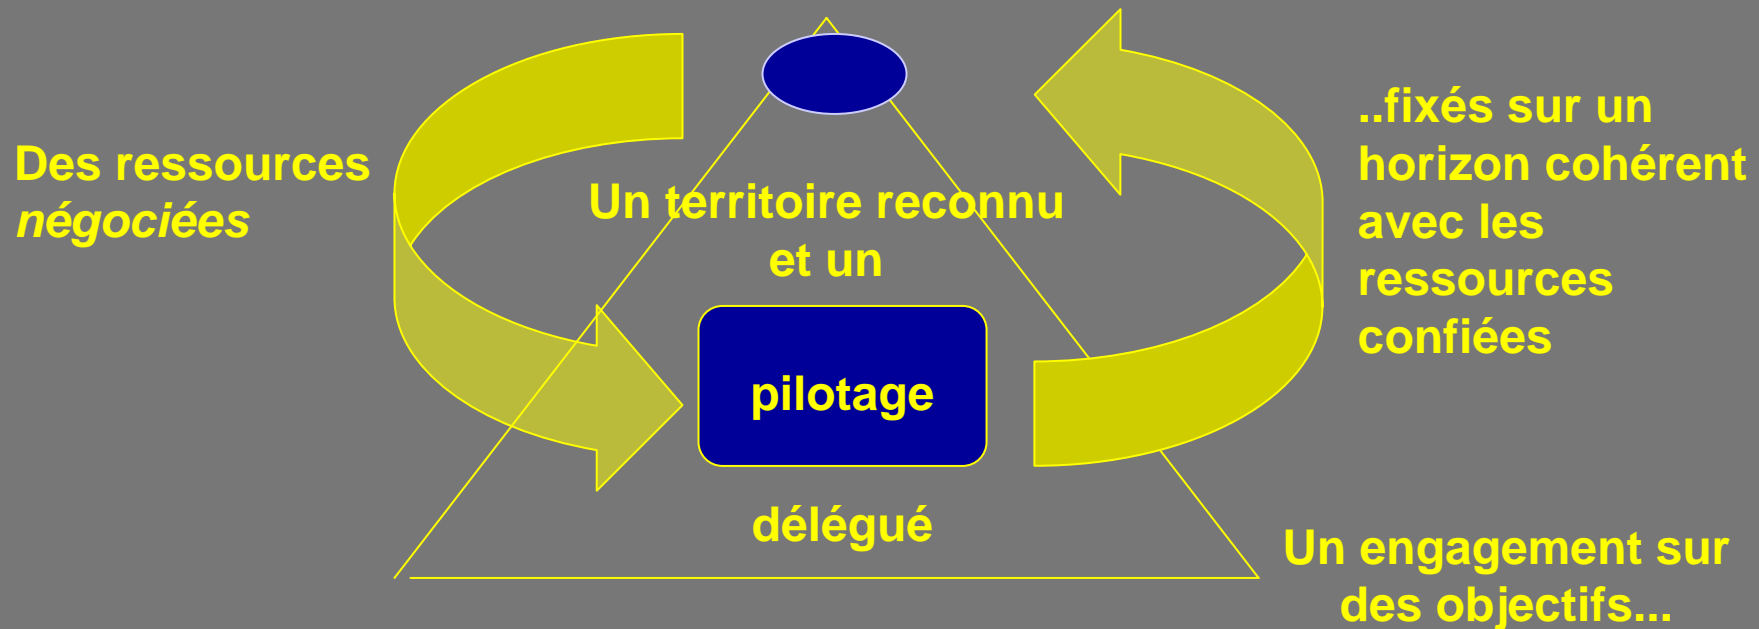 Des ressources
négociées
Un territoire reconnu
et un
pilotage
délégué
Un engagement sur
des objectifs...
..fixés sur un
horizon cohérent
avec les
ressources
confiées